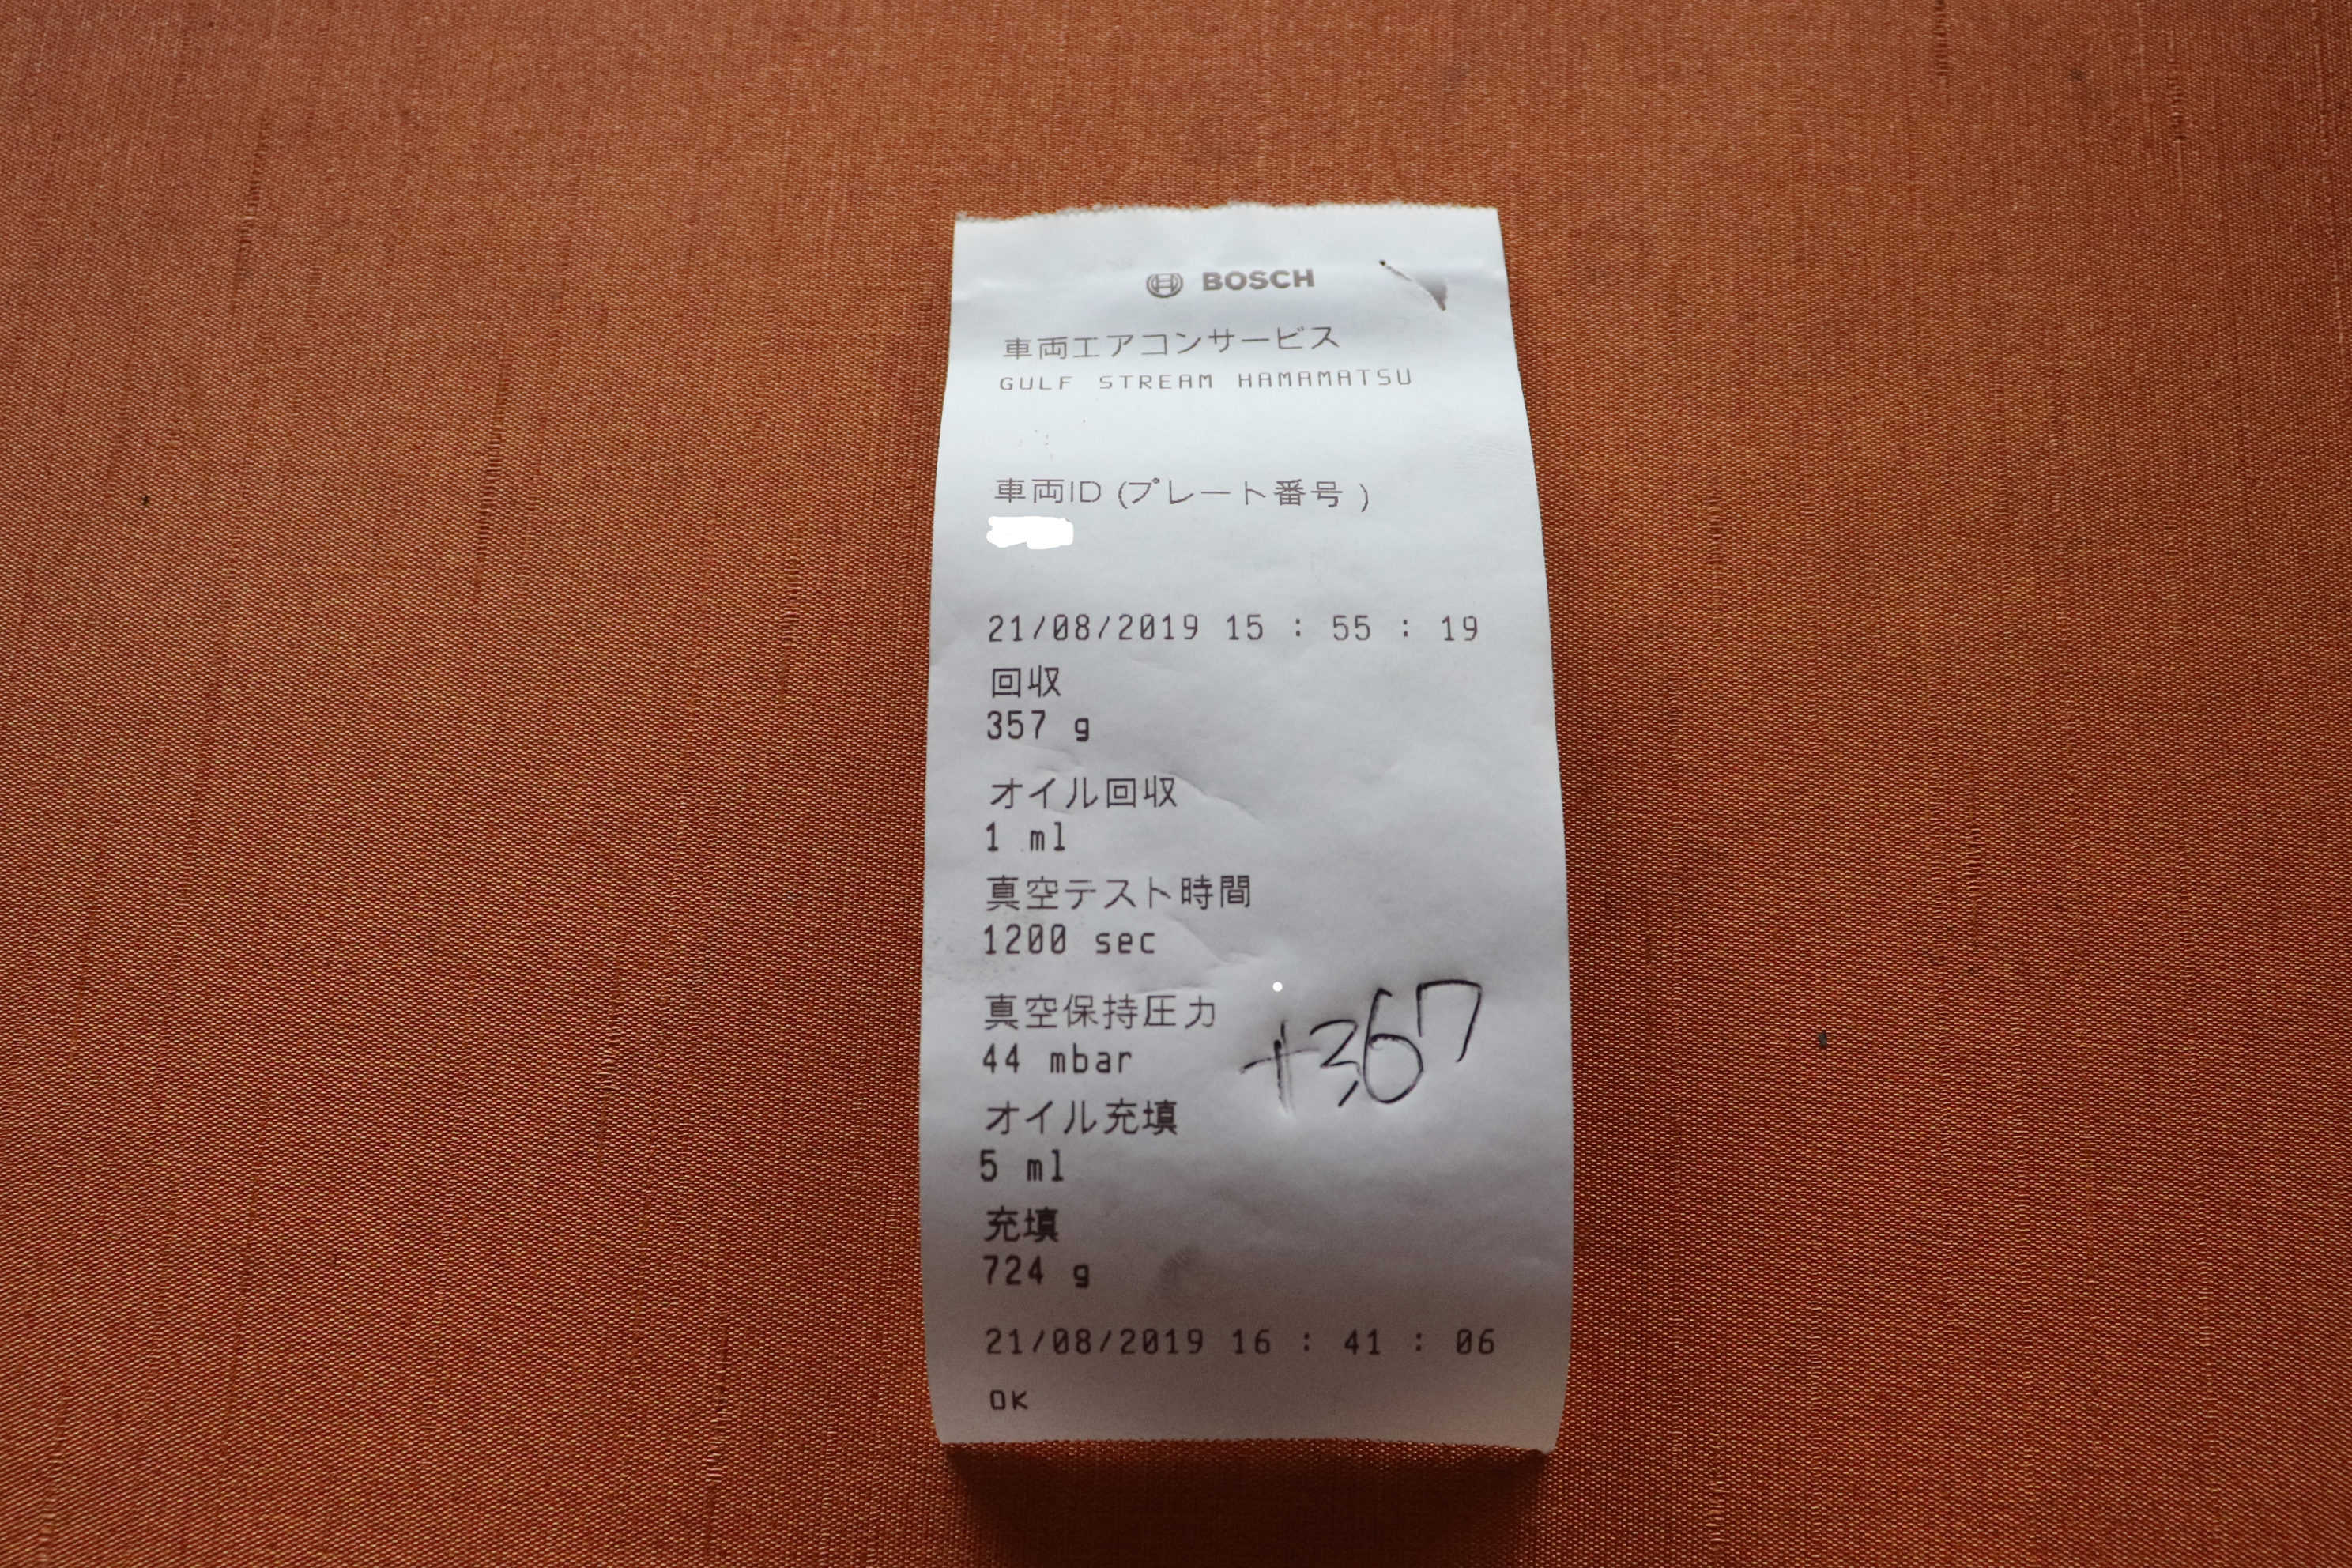 BOSCH
車両エアコンサービス
GULF STREAM HAMAMATSU
車両ID (プレート番号 )
21/08/2019 15 : 55 : 19
回収
357 g
オイル回収
1 ml
真空テスト時間
1200 sec
真空保持圧力
44 mbar
+367
オイル充填
5 ml
充填
724 g
21/08/2019 16 : 41 : 06
OK